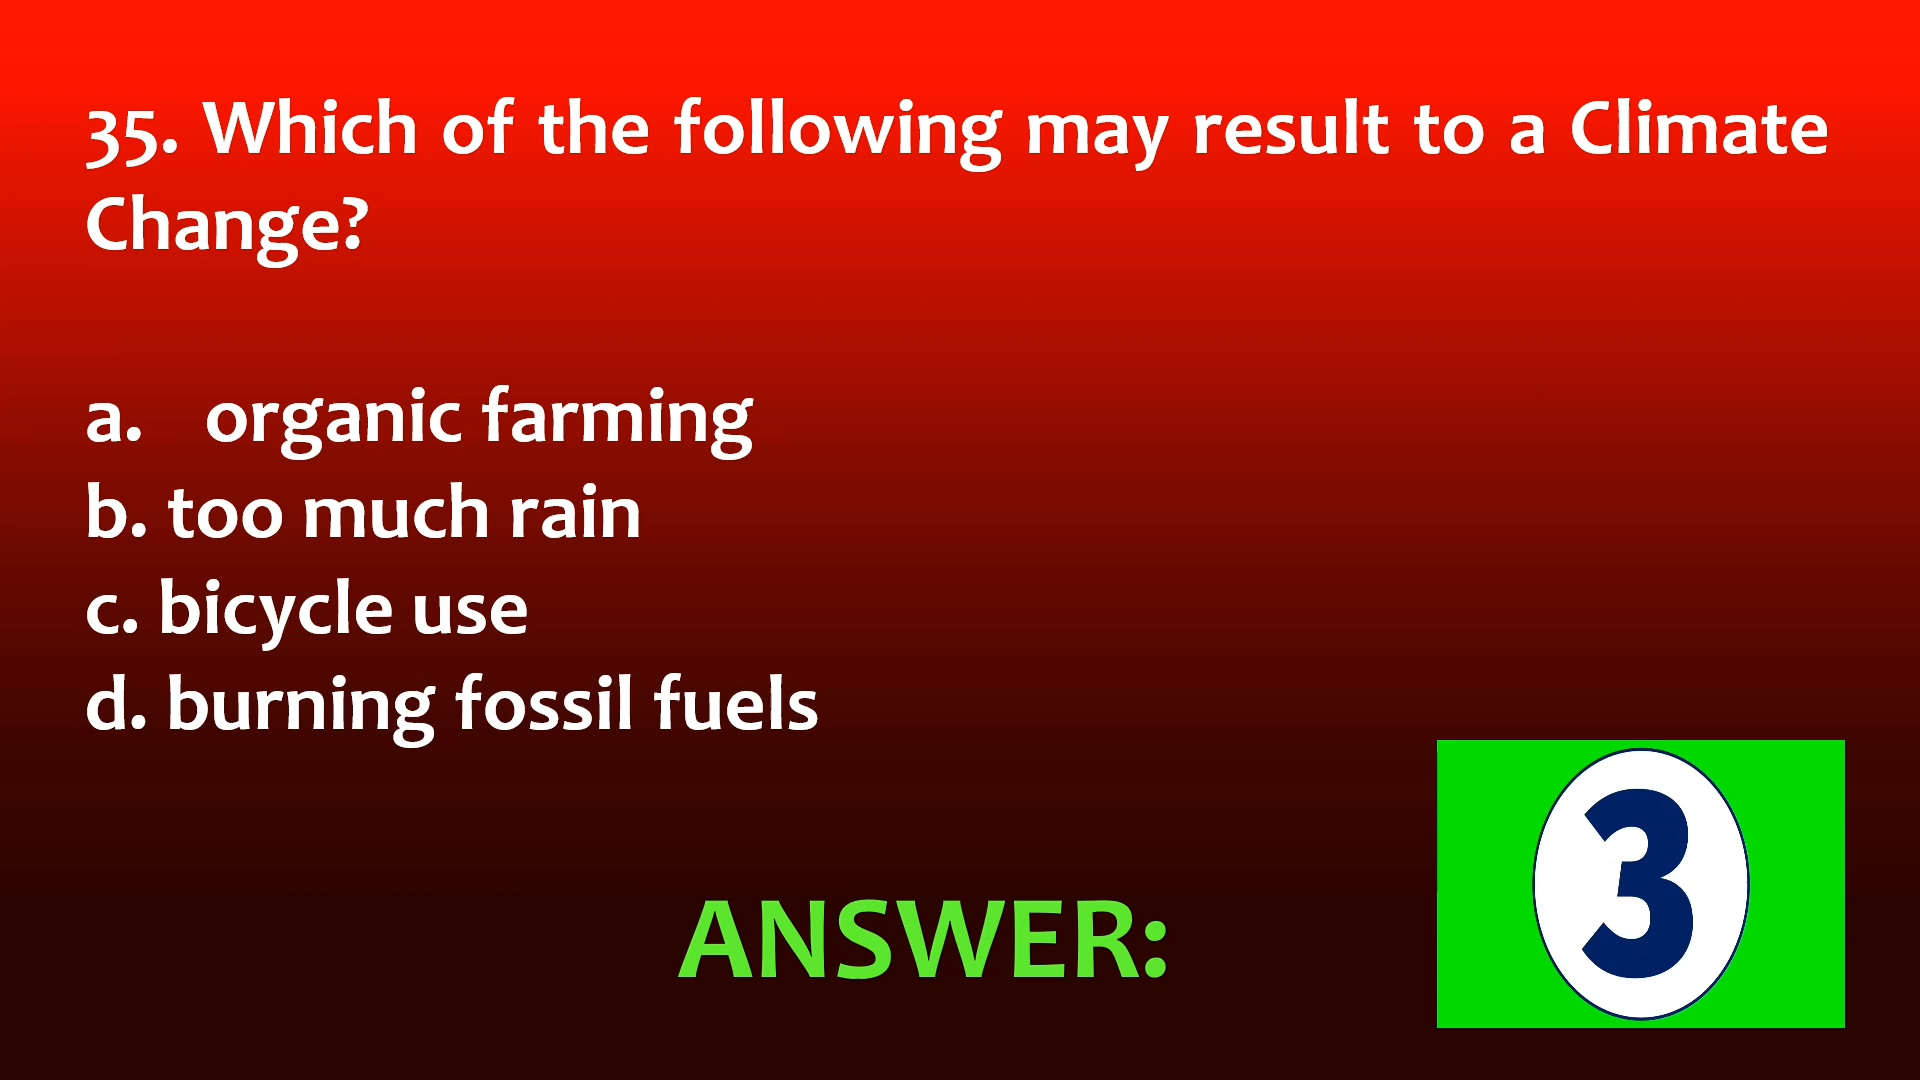 35. Which of the following may result to a Climate
Change?
a. organic farming
b. too much rain
c. bicycle use
d. burning fossil fuels
ANSWER:
3